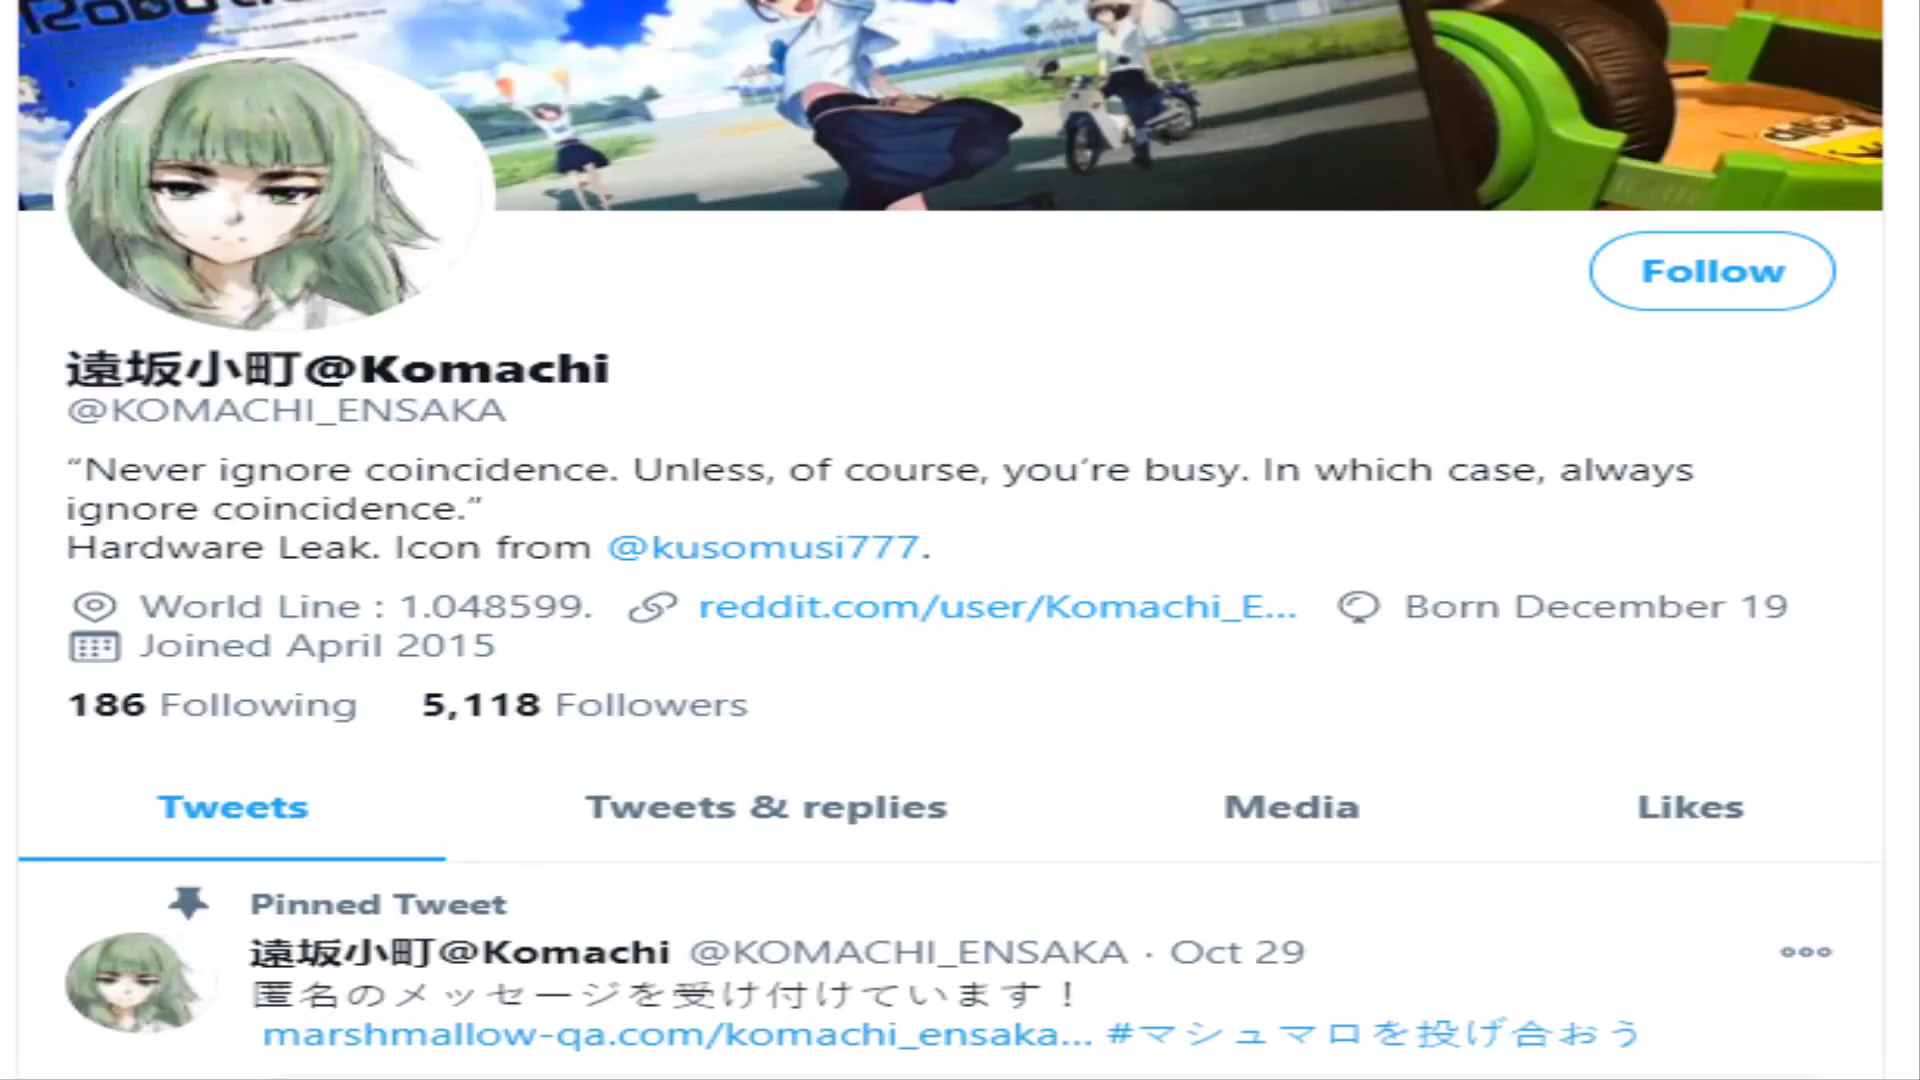 Follow
遠坂小町@Komachi
@KOMACHI_ENSAKA
“Never ignore coincidence. Unless, of course, you’re busy. In which case, always
ignore coincidence.”
Hardware Leak. Icon from @kusomusi777.
World Line : 1.048599. reddit.com/user/Komachi_E... Born December 19
Joined April 2015
186 Following 5,118 Followers
Tweets Tweets & replies Media Likes
Pinned Tweet
遠坂小町@Komachi @KOMACHI_ENSAKA · Oct 29
匿名のメッセージを受け付けています！
marshmallow-qa.com/komachi_ensaka... #マシュマロを投げ合おう